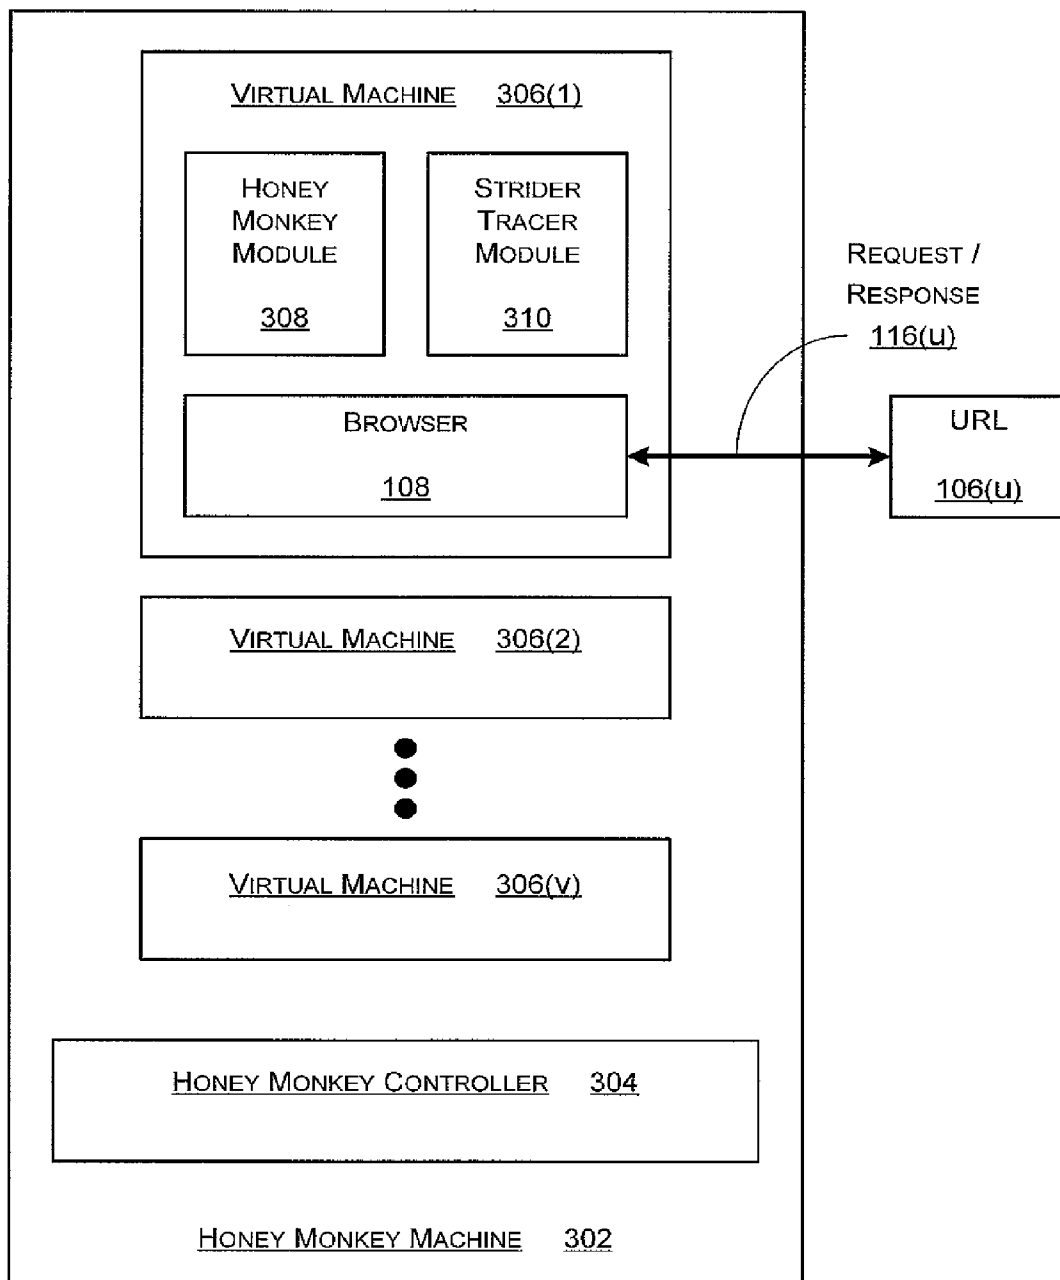 VIRTUAL MACHINE 306(1)
HONEY
MONKEY
MODULE
308
STRIDER
TRACER
MODULE
310
BROWSER
108
REQUEST /
RESPONSE
116(u)
URL
106(u)
VIRTUAL MACHINE 306(2)
VIRTUAL MACHINE 306(v)
HONEY MONKEY CONTROLLER 304
HONEY MONKEY MACHINE 302